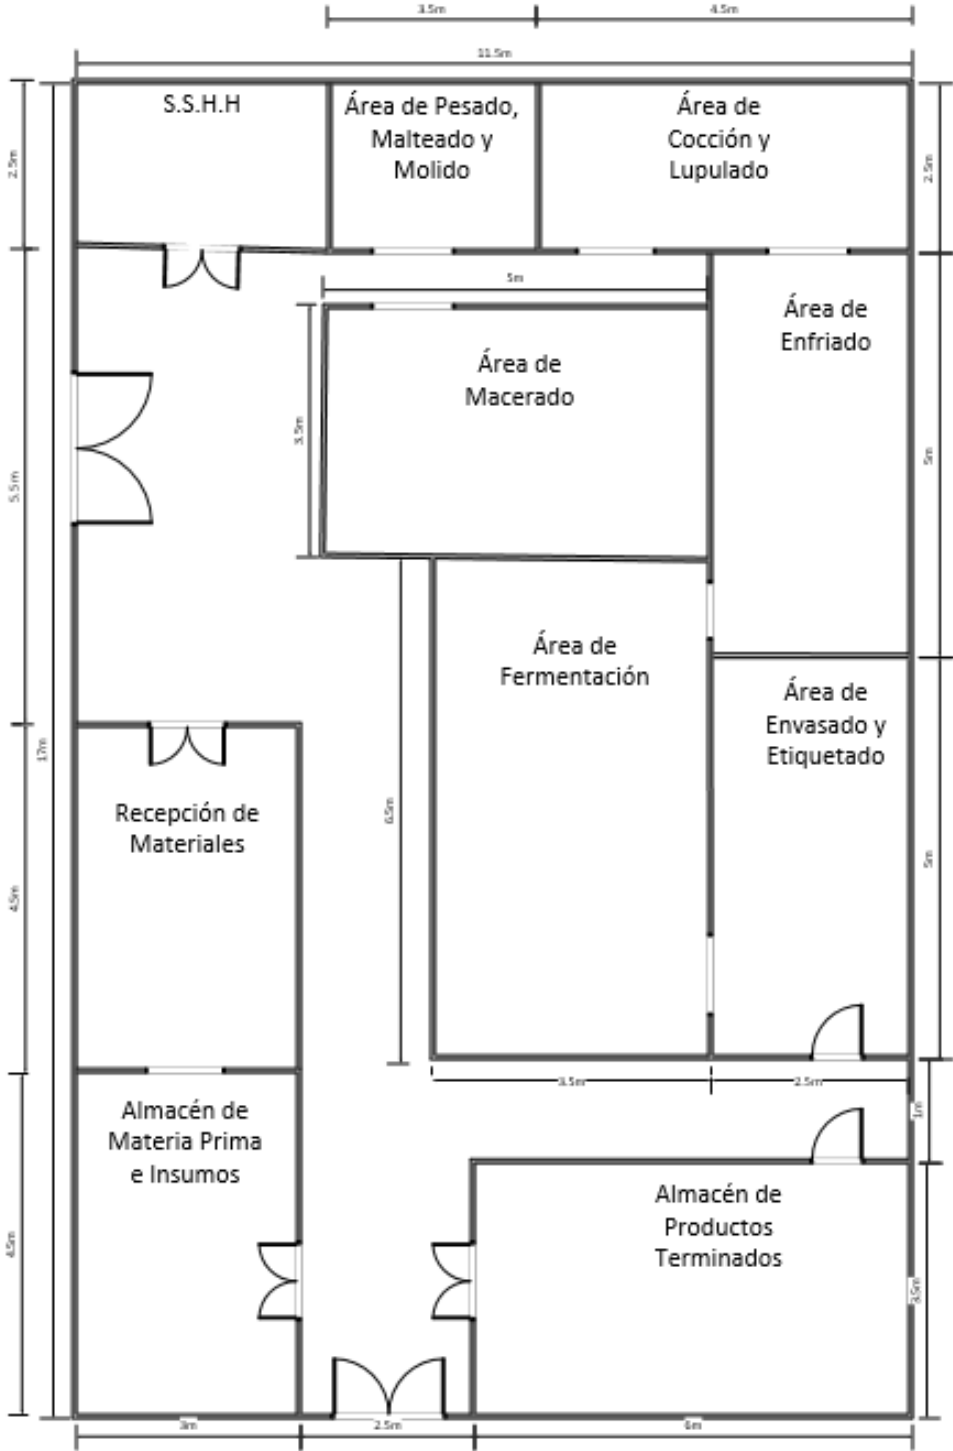 3.5m
4.5m
11.5m
S.S.H.H
Área de Pesado,
Malteado y
Molido
Área de
Cocción y
Lupulado
2.5m
2.5m
5m
Área de
Enfriado
Área de
Macerado
3.5m
5.5m
5m
Área de
Fermentación
Área de
Envasado y
Etiquetado
17m
Recepción de
Materiales
6.5m
4.5m
5m
3.5m
2.5m
1m
Almacén de
Materia Prima
e Insumos
Almacén de
Productos
Terminados
4.5m
3.5m
3m
2.5m
6m